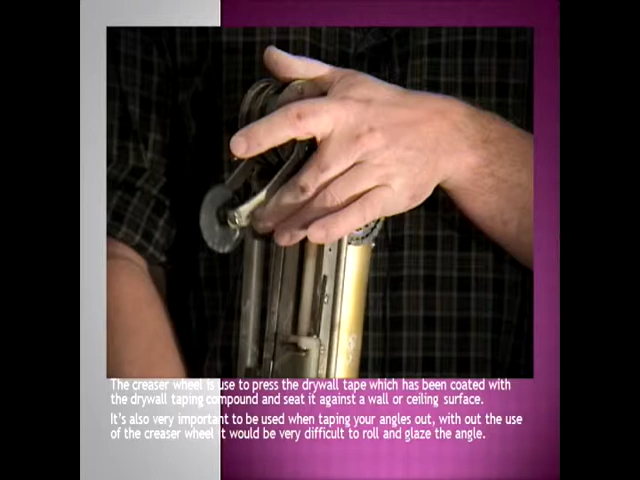 The creaser wheel is use to press the drywall tape which has been coated with
the drywall taping compound and seat it against a wall or ceiling surface.
It's also very important to be used when taping your angles out, with out the use
of the creaser wheel it would be very difficult to roll and glaze the angle.